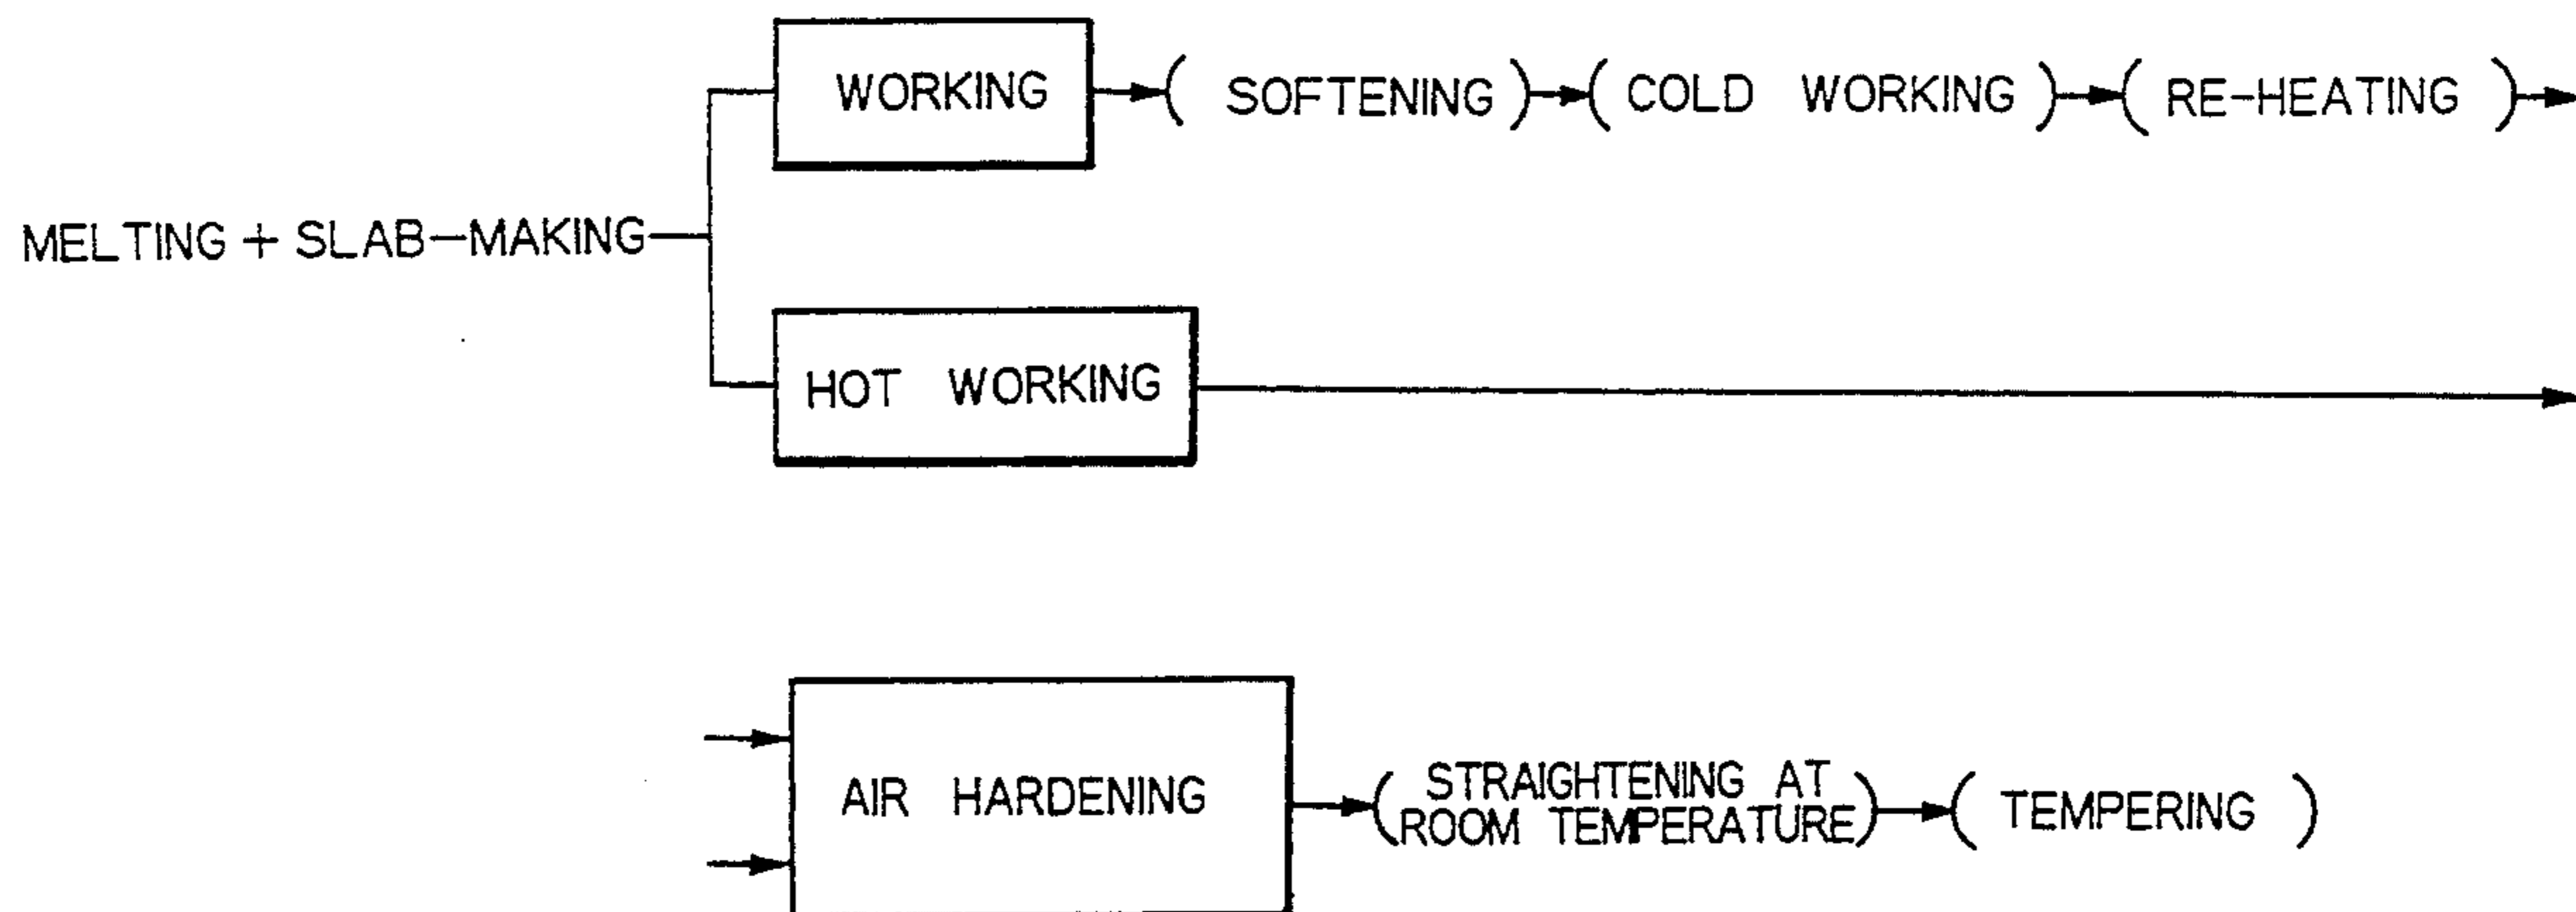 WORKING
( SOFTENING )
( COLD WORKING )
( RE-HEATING )
MELTING + SLAB-MAKING
HOT WORKING
AIR HARDENING
( STRAIGHTENING AT
ROOM TEMPERATURE )
( TEMPERING )